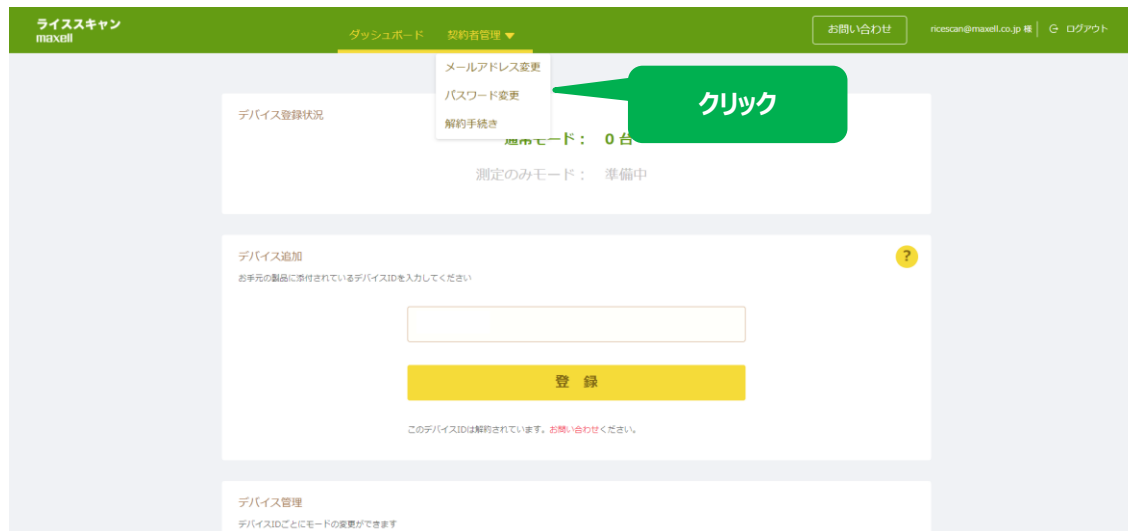 ライススキャン
maxell
ダッシュボード 契約者管理 ▼
お問い合わせ
ricescan@maxell.co.jp 様
ログアウト
メールアドレス変更
パスワード変更
解約手続き
クリック
デバイス登録状況
通常モード： 0 台
測定のみモード： 準備中
デバイス追加
?
お手元の製品に添付されているデバイスIDを入力してください
登 録
このデバイスIDは解約されています。お問い合わせください。
デバイス管理
デバイスIDごとにモードの変更ができます